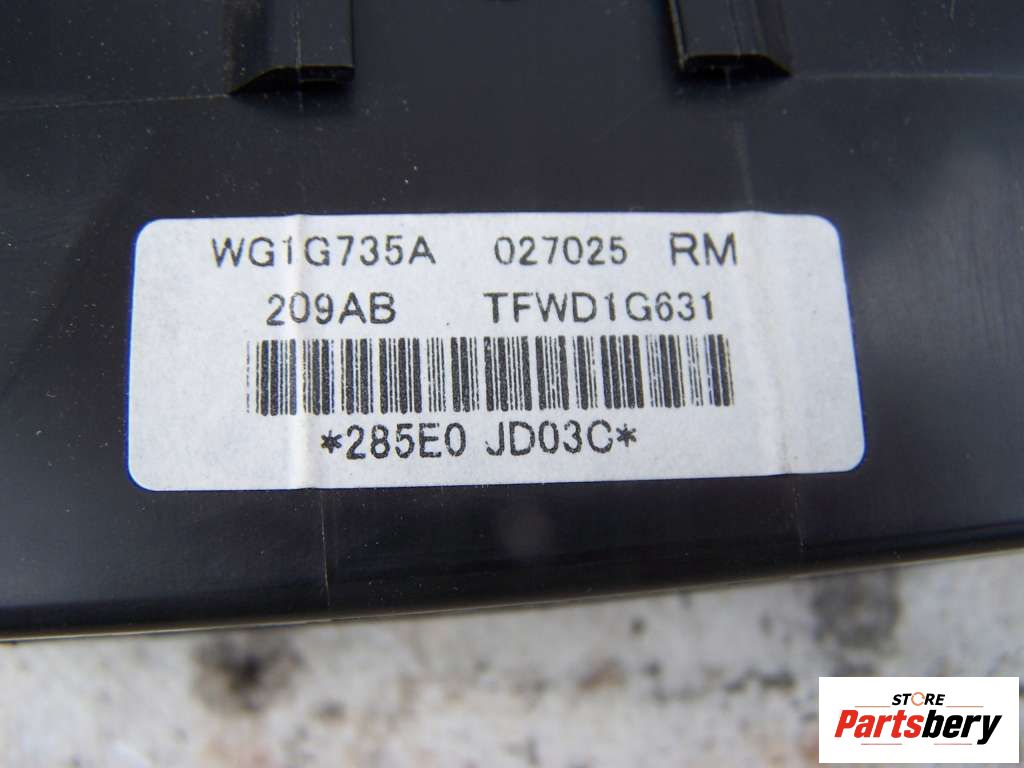 WG1G735A 027025 RM
209AB TFWD1G631
*285E0 JD03C*
STORE
Partsbery